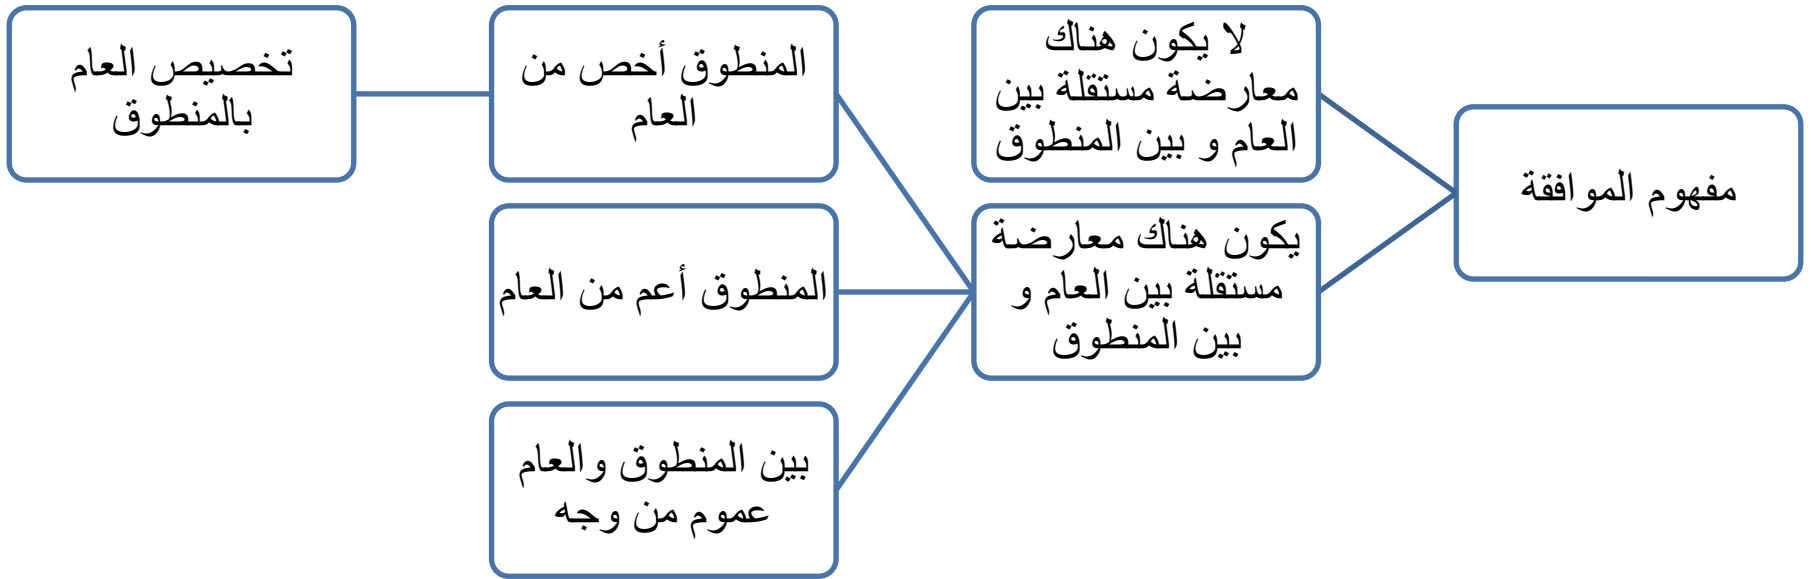 مفهوم الموافقة
لا يكون هناك
معارضة مستقلة بين
العام و بين المنطوق
يكون هناك معارضة
مستقلة بين العام و
بين المنطوق
المنطوق أخص من
العام
المنطوق أعم من العام
بين المنطوق والعام
عموم من وجه
تخصيص العام
بالمنطوق